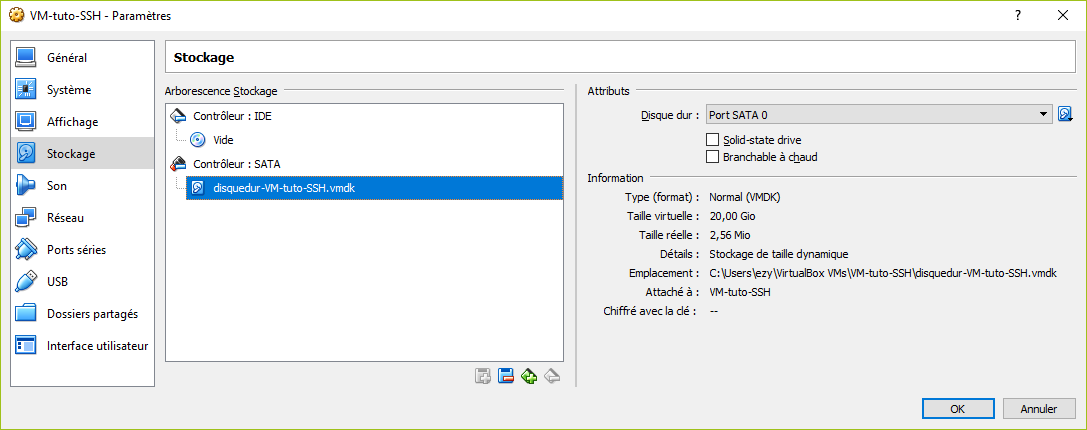 VM-tuto-SSH - Paramètres
Général
Système
Affichage
Stockage
Son
Réseau
Ports séries
USB
Dossiers partagés
Interface utilisateur
Stockage
Arborescence Stockage
Contrôleur : IDE
Vide
Contrôleur : SATA
disquedur-VM-tuto-SSH.vmdk
Attributs
Disque dur : Port SATA 0
Solid-state drive
Branchable à chaud
Information
Type (format) : Normal (VMDK)
Taille virtuelle : 20,00 Gio
Taille réelle : 2,56 Mio
Détails : Stockage de taille dynamique
Emplacement : C:\Users\ezy\VirtualBox VMs\VM-tuto-SSH\disquedur-VM-tuto-SSH.vmdk
Attaché à : VM-tuto-SSH
Chiffré avec la clé : --
OK Annuler